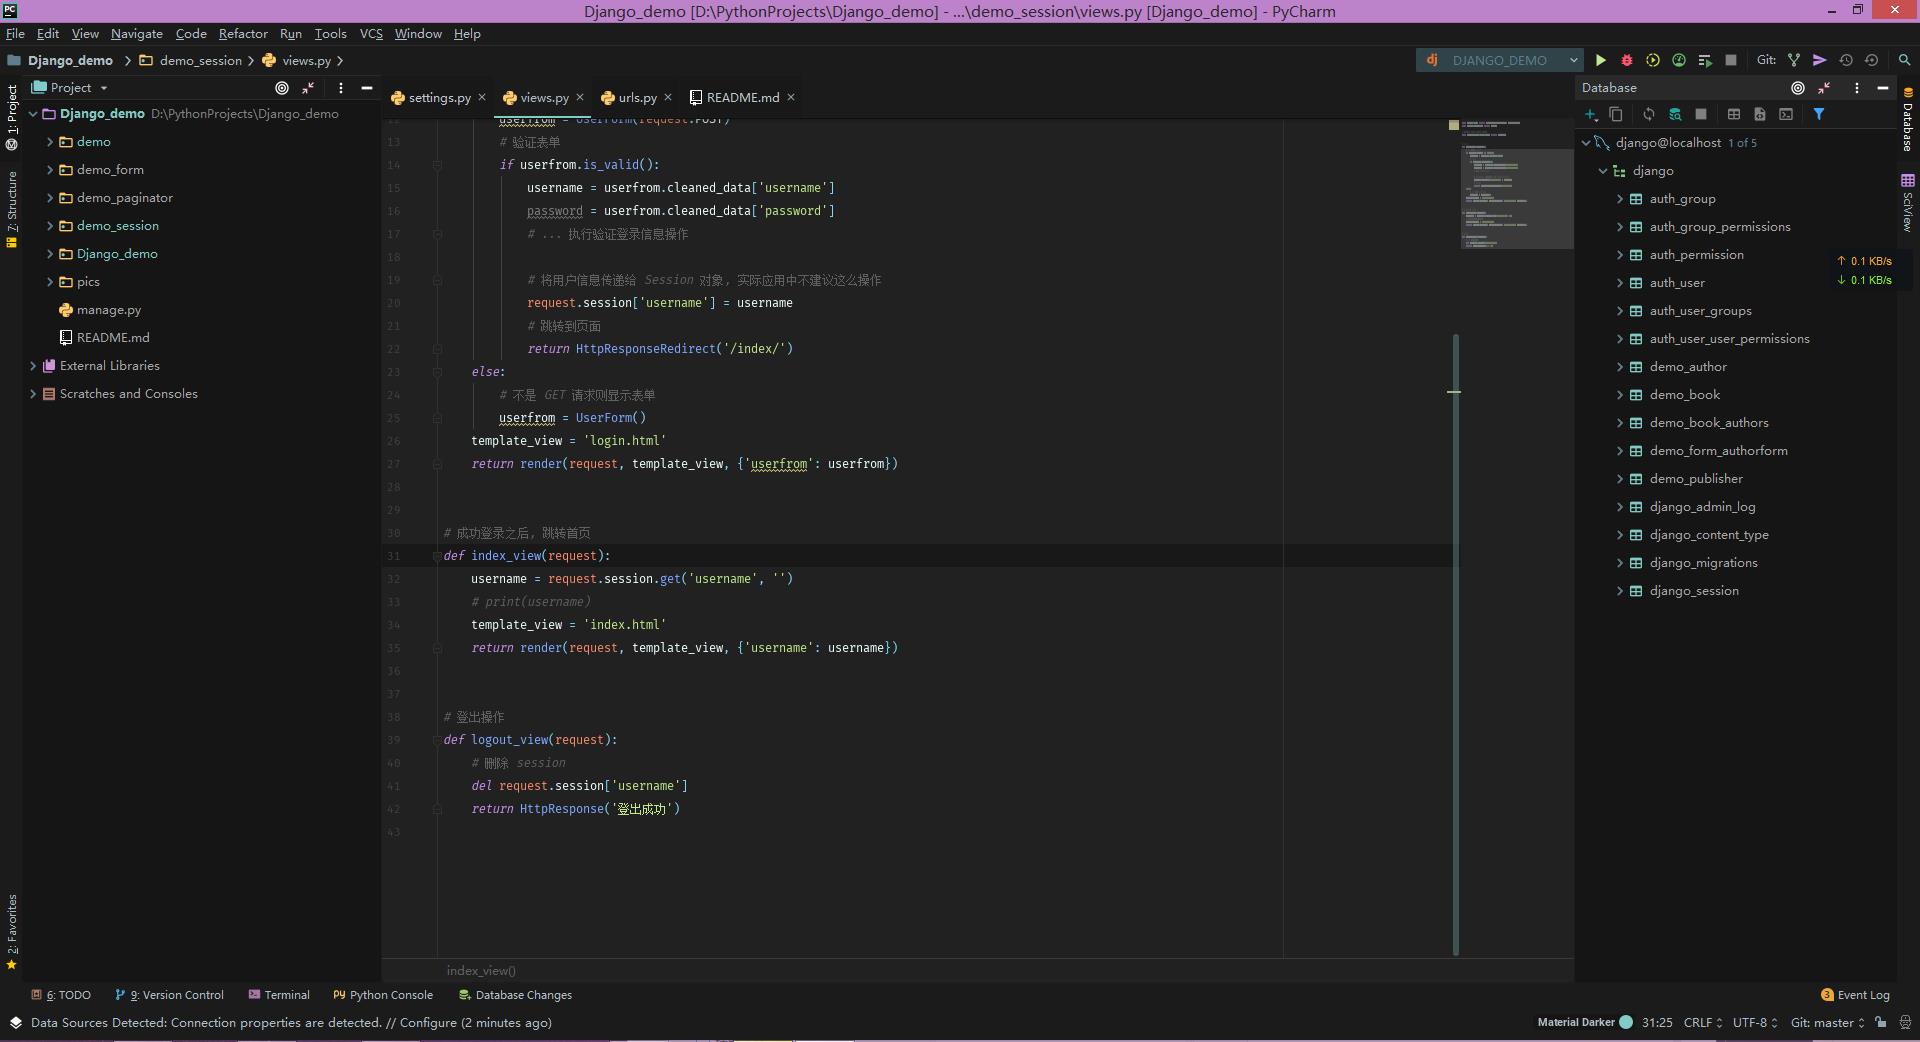 PC
Django_demo [D:\PythonProjects\Django_demo] - ...\demo_session\views.py [Django_demo] - PyCharm
File Edit View Navigate Code Refactor Run Tools VCS Window Help
Django_demo demo_session views.py
dj DJANGO_DEMO
Git:
1: Project
7: Structure
2: Favorites
Project
Django_demo D:\PythonProjects\Django_demo
demo
demo_form
demo_paginator
demo_session
Django_demo
pics
manage.py
README.md
External Libraries
Scratches and Consoles
settings.py views.py urls.py README.md
12 userfrom = UserForm(request.POST)
13 # 验证表单
14 if userfrom.is_valid():
15 username = userfrom.cleaned_data['username']
16 password = userfrom.cleaned_data['password']
17 # ... 执行验证登录信息操作
18
19 # 将用户信息传递给 Session 对象, 实际应用中不建议这么操作
20 request.session['username'] = username
21 # 跳转到页面
22 return HttpResponseRedirect('/index/')
23 else:
24 # 不是 GET 请求则显示表单
25 userfrom = UserForm()
26 template_view = 'login.html'
27 return render(request, template_view, {'userfrom': userfrom})
28
29
30 # 成功登录之后, 跳转首页
31 def index_view(request):
32 username = request.session.get('username', '')
33 # print(username)
34 template_view = 'index.html'
35 return render(request, template_view, {'username': username})
36
37
38 # 登出操作
39 def logout_view(request):
40 # 删除 session
41 del request.session['username']
42 return HttpResponse('登出成功')
43
index_view()
Database
django@localhost 1 of 5
django
auth_group
auth_group_permissions
auth_permission
auth_user
auth_user_groups
auth_user_user_permissions
demo_author
demo_book
demo_book_authors
demo_form_authorform
demo_publisher
django_admin_log
django_content_type
django_migrations
django_session
↑ 0.1 KB/s
↓ 0.1 KB/s
Database
SciView
6: TODO 9: Version Control Terminal Python Console Database Changes
3 Event Log
Data Sources Detected: Connection properties are detected. // Configure (2 minutes ago)
Material Darker 31:25 CRLF UTF-8 Git: master